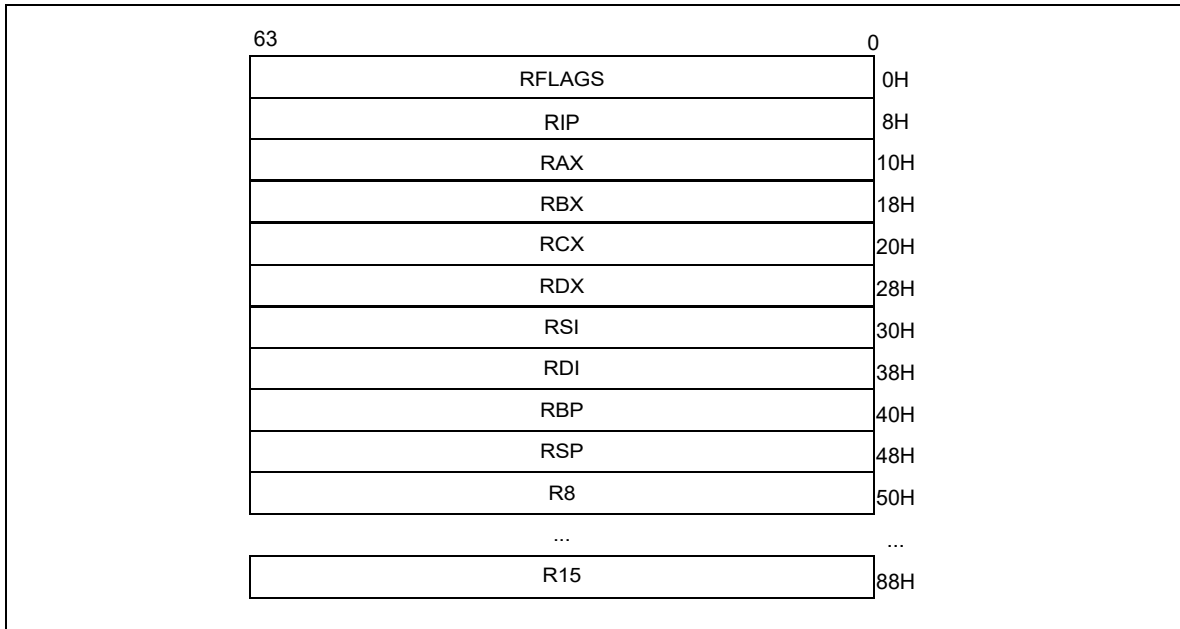 63 0
RFLAGS 0H
RIP 8H
RAX 10H
RBX 18H
RCX 20H
RDX 28H
RSI 30H
RDI 38H
RBP 40H
RSP 48H
R8 50H
... ...
R15 88H